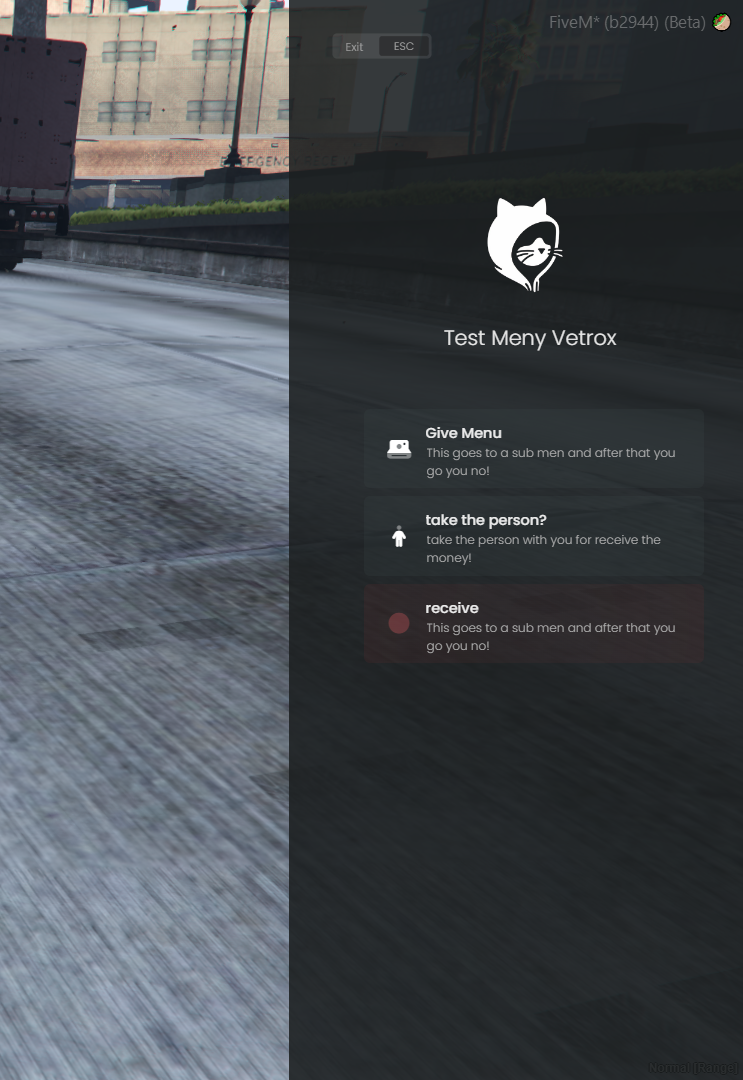 FiveM* (b2944) (Beta)
Exit ESC
Test Meny Vetrox
Give Menu
This goes to a sub men and after that you
go you no!
take the person?
take the person with you for receive the
money!
receive
This goes to a sub men and after that you
go you no!
Normal [Range]